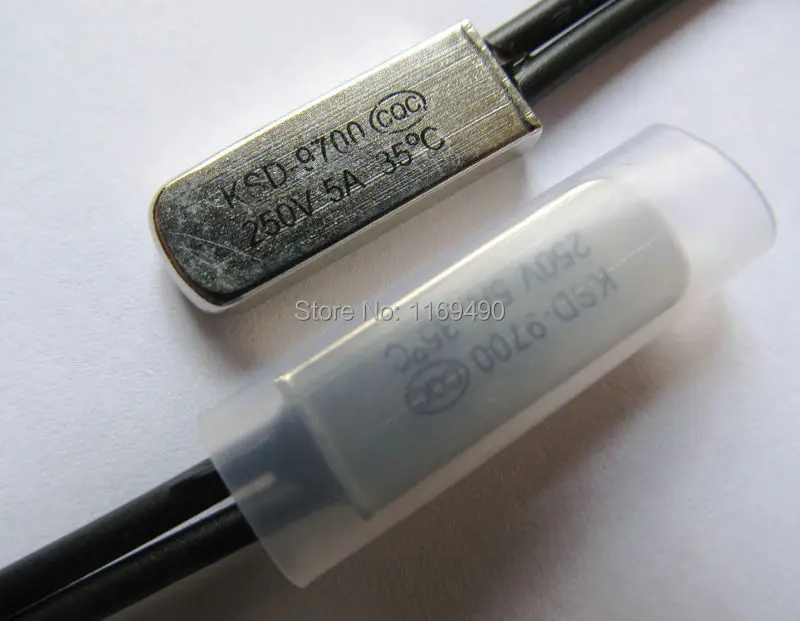 KSD-9700 CQC
250V 5A 35℃
Store No: 1169490
KSD-9700 CQC
250V 5A 35℃